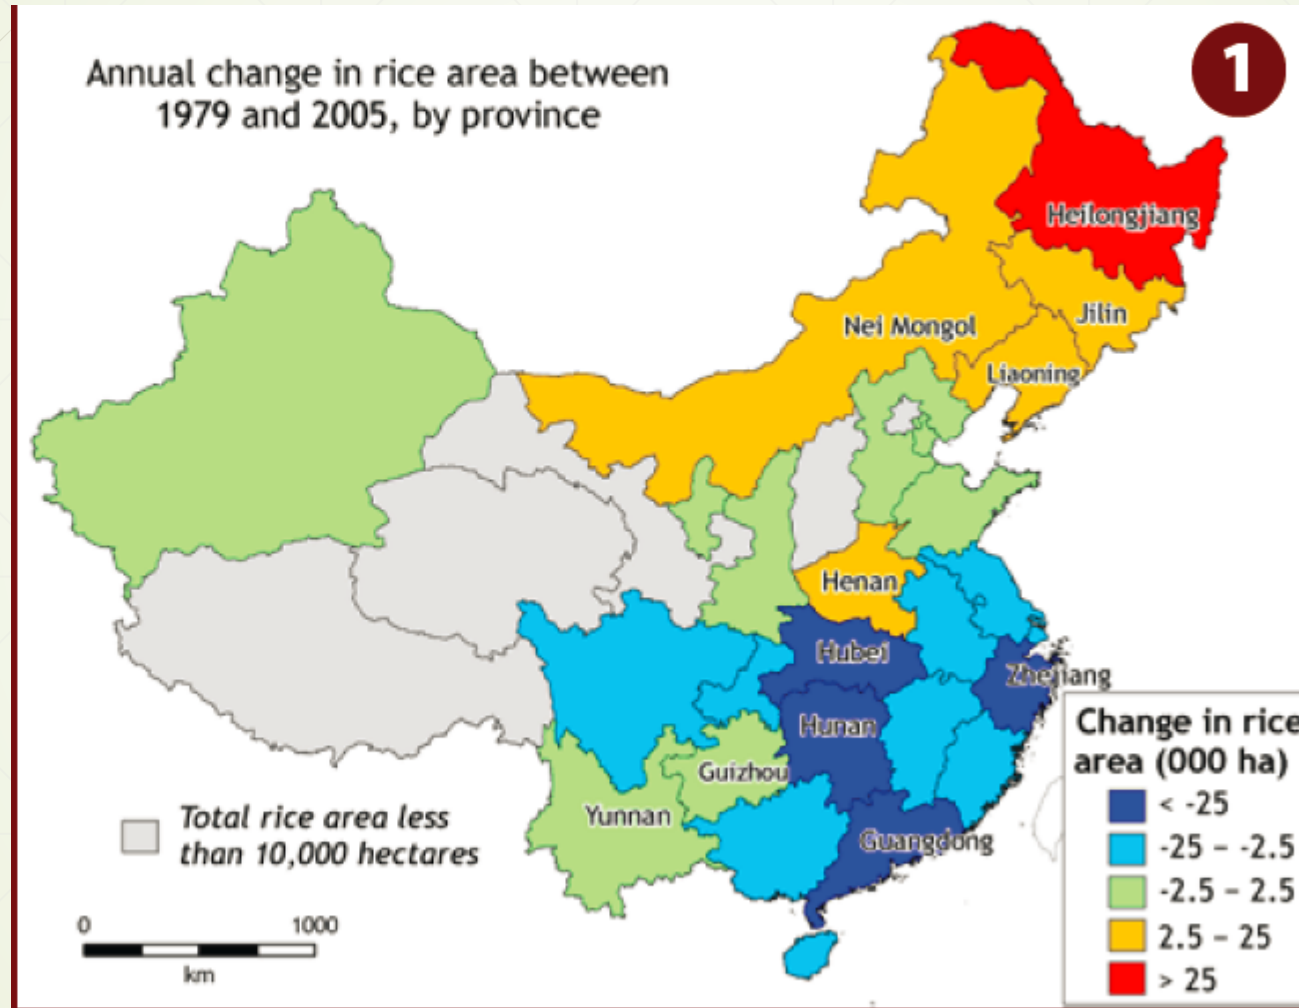 Annual change in rice area between
1979 and 2005, by province
1
Heilongjiang
Jilin
Nei Mongol
Liaoning
Henan
Hubei
Zhejiang
Hunan
Guizhou
Yunnan
Guangdong
Total rice area less
than 10,000 hectares
0 1000
km
Change in rice
area (000 ha)
< -25
-25 – -2.5
-2.5 – 2.5
2.5 – 25
> 25